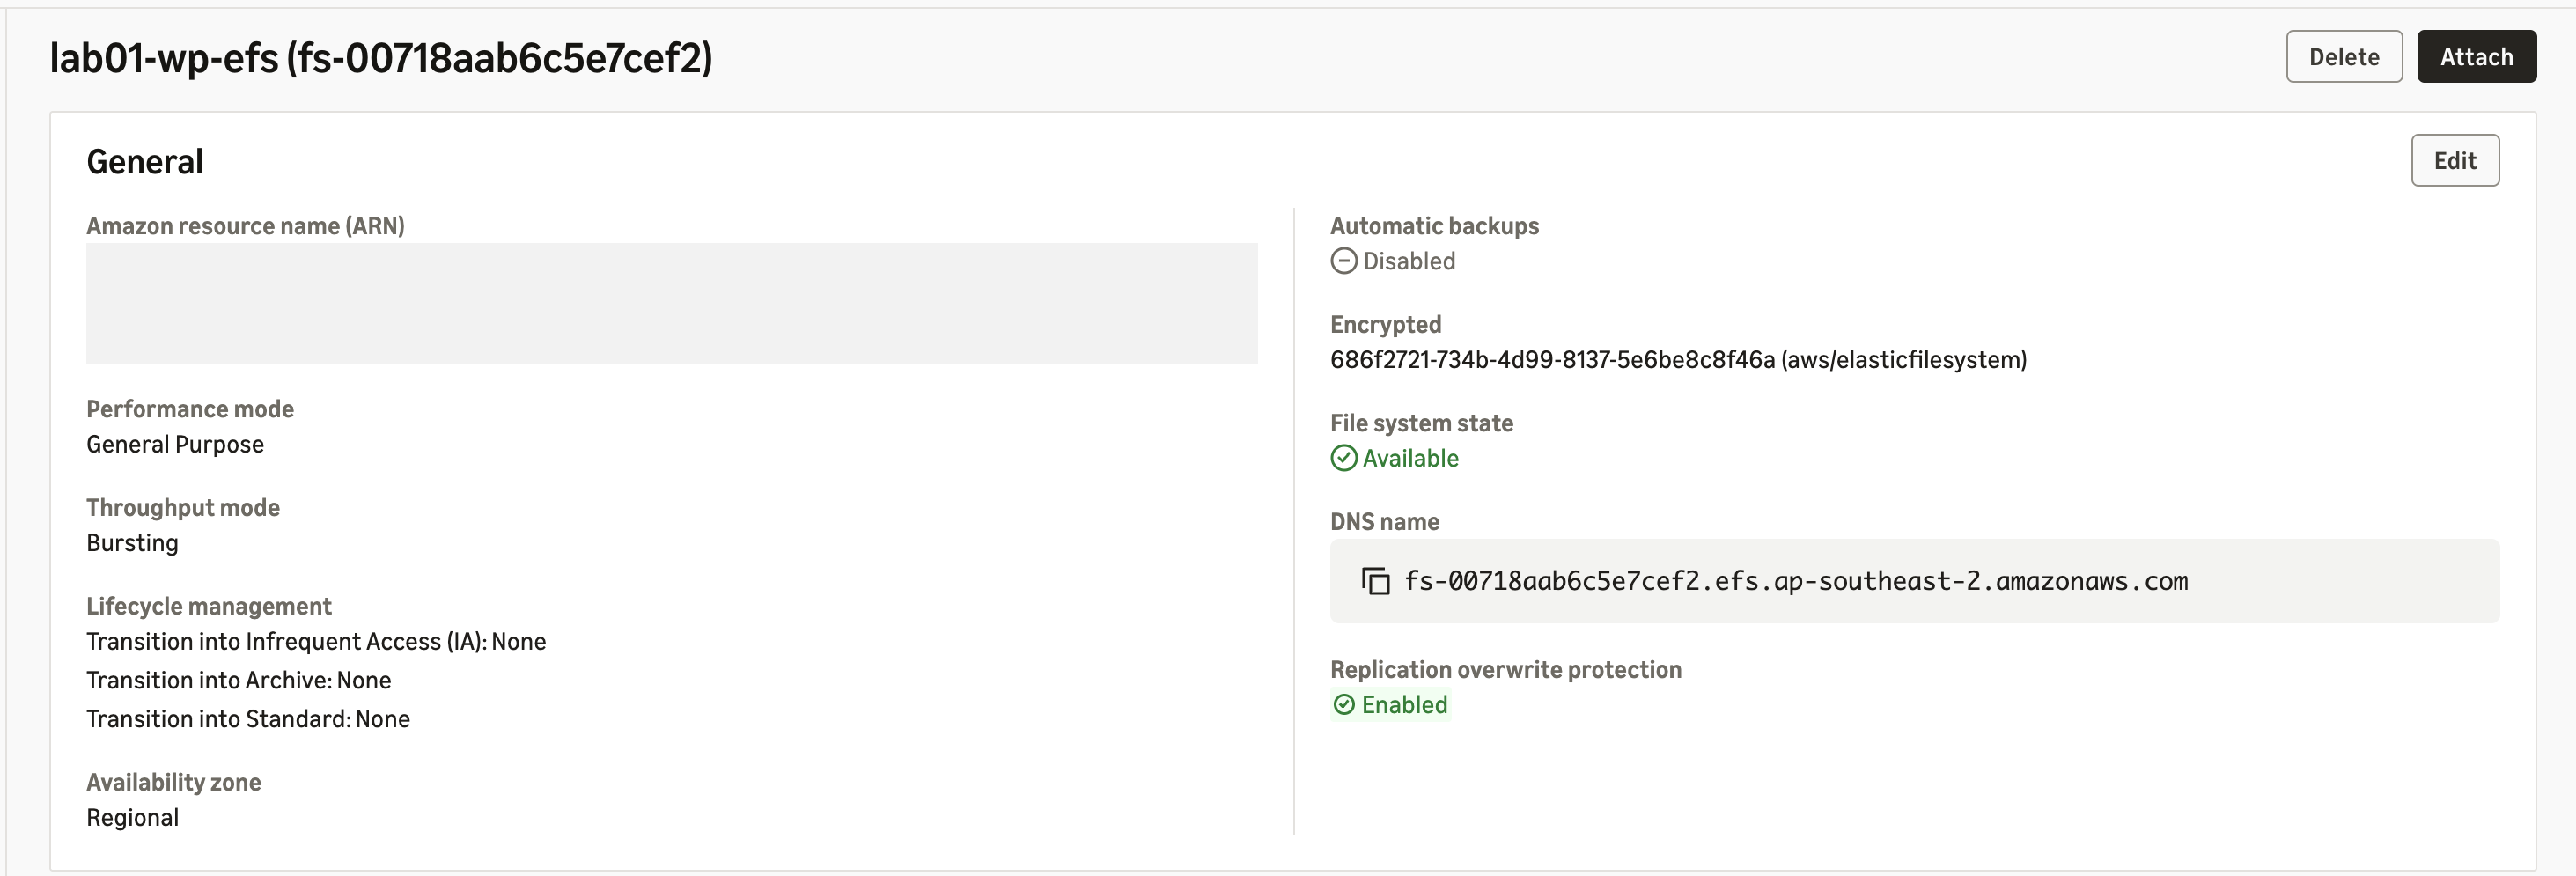 lab01-wp-efs (fs-00718aab6c5e7cef2)
Delete
Attach
General
Edit
Amazon resource name (ARN)
Performance mode
General Purpose
Throughput mode
Bursting
Lifecycle management
Transition into Infrequent Access (IA): None
Transition into Archive: None
Transition into Standard: None
Availability zone
Regional
Automatic backups
Disabled
Encrypted
686f2721-734b-4d99-8137-5e6be8c8f46a (aws/elasticfilesystem)
File system state
Available
DNS name
fs-00718aab6c5e7cef2.efs.ap-southeast-2.amazonaws.com
Replication overwrite protection
Enabled